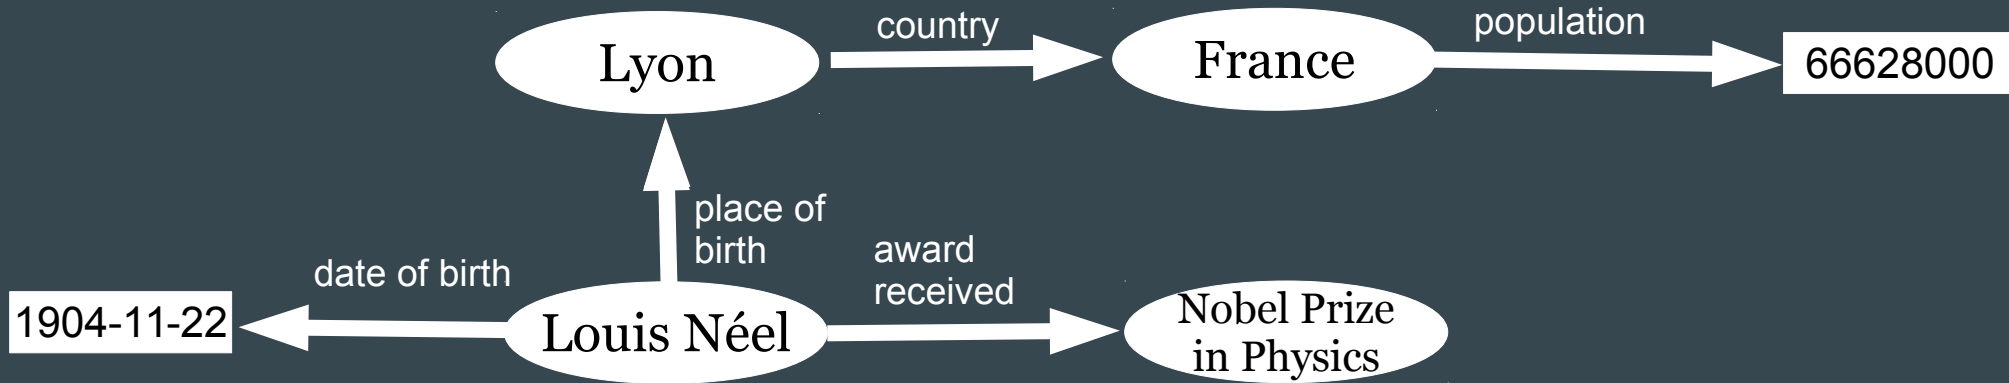 Lyon
country
France
population
66628000
place of
birth
date of birth
award
received
1904-11-22
Louis Néel
Nobel Prize
in Physics